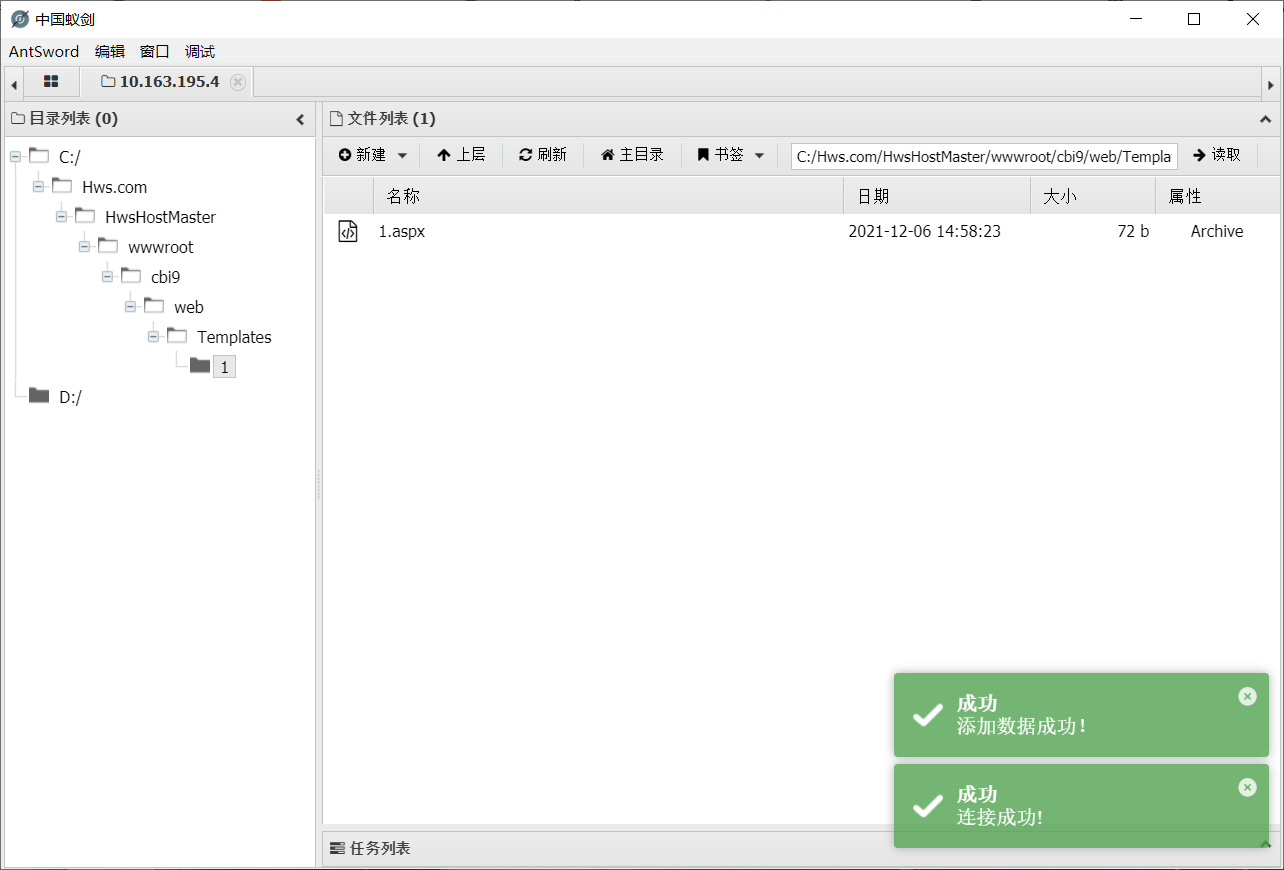 中国蚁剑
AntSword 编辑 窗口 调试
10.163.195.4
目录列表 (0)
文件列表 (1)
新建 上层 刷新 主目录 书签 C:/Hws.com/HwsHostMaster/wwwroot/cbi9/web/Templa 读取
名称 日期 大小 属性
1.aspx 2021-12-06 14:58:23 72 b Archive
C:/
Hws.com
HwsHostMaster
wwwroot
cbi9
web
Templates
1
D:/
成功
添加数据成功！
成功
连接成功!
任务列表